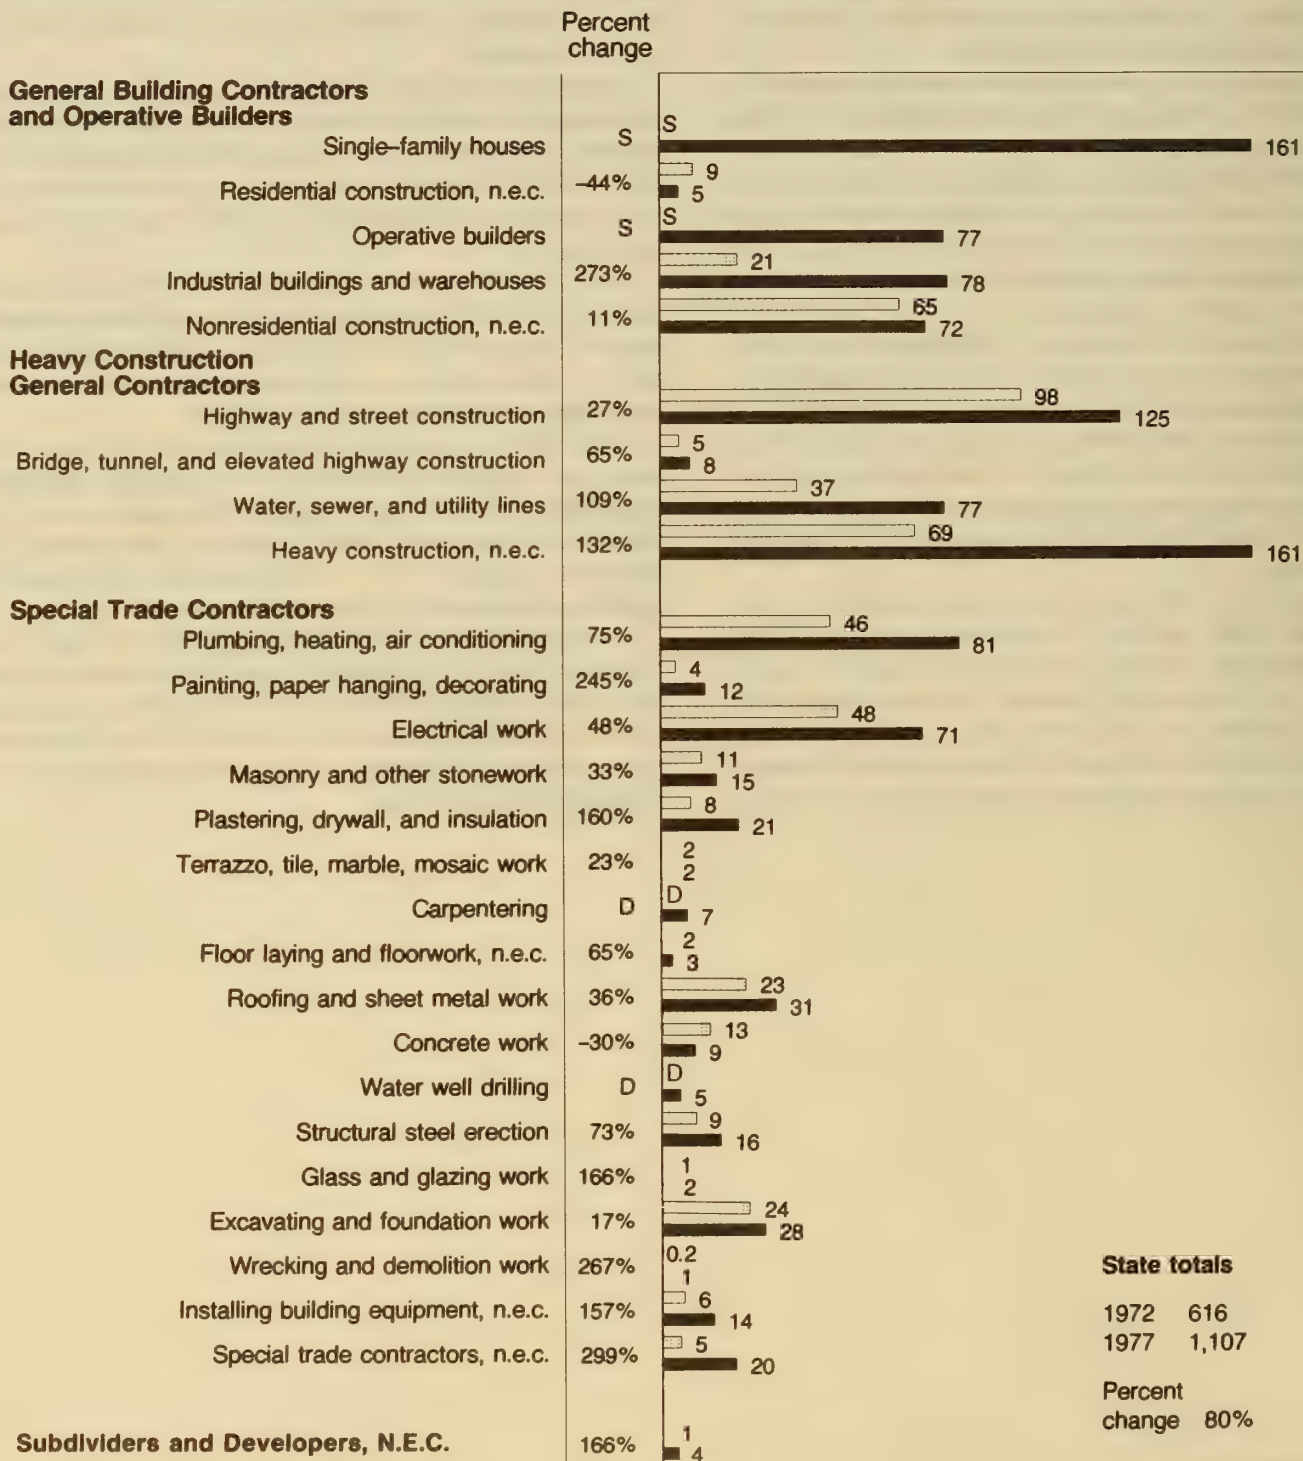 Percent
change
General Building Contractors
and Operative Builders
Single–family houses S S 161
Residential construction, n.e.c. –44% 9 5
Operative builders S S 77
Industrial buildings and warehouses 273% 21 78
Nonresidential construction, n.e.c. 11% 65 72
Heavy Construction
General Contractors
Highway and street construction 27% 98 125
Bridge, tunnel, and elevated highway construction 65% 5 8
Water, sewer, and utility lines 109% 37 77
Heavy construction, n.e.c. 132% 69 161
Special Trade Contractors
Plumbing, heating, air conditioning 75% 46 81
Painting, paper hanging, decorating 245% 4 12
Electrical work 48% 48 71
Masonry and other stonework 33% 11 15
Plastering, drywall, and insulation 160% 8 21
Terrazzo, tile, marble, mosaic work 23% 2 2
Carpentering D D 7
Floor laying and floorwork, n.e.c. 65% 2 3
Roofing and sheet metal work 36% 23 31
Concrete work –30% 13 9
Water well drilling D D 5
Structural steel erection 73% 9 16
Glass and glazing work 166% 1 2
Excavating and foundation work 17% 24 28
Wrecking and demolition work 267% 0.2 1
Installing building equipment, n.e.c. 157% 6 14
Special trade contractors, n.e.c. 299% 5 20
Subdividers and Developers, N.E.C. 166% 1 4
State totals
1972 616
1977 1,107
Percent
change 80%